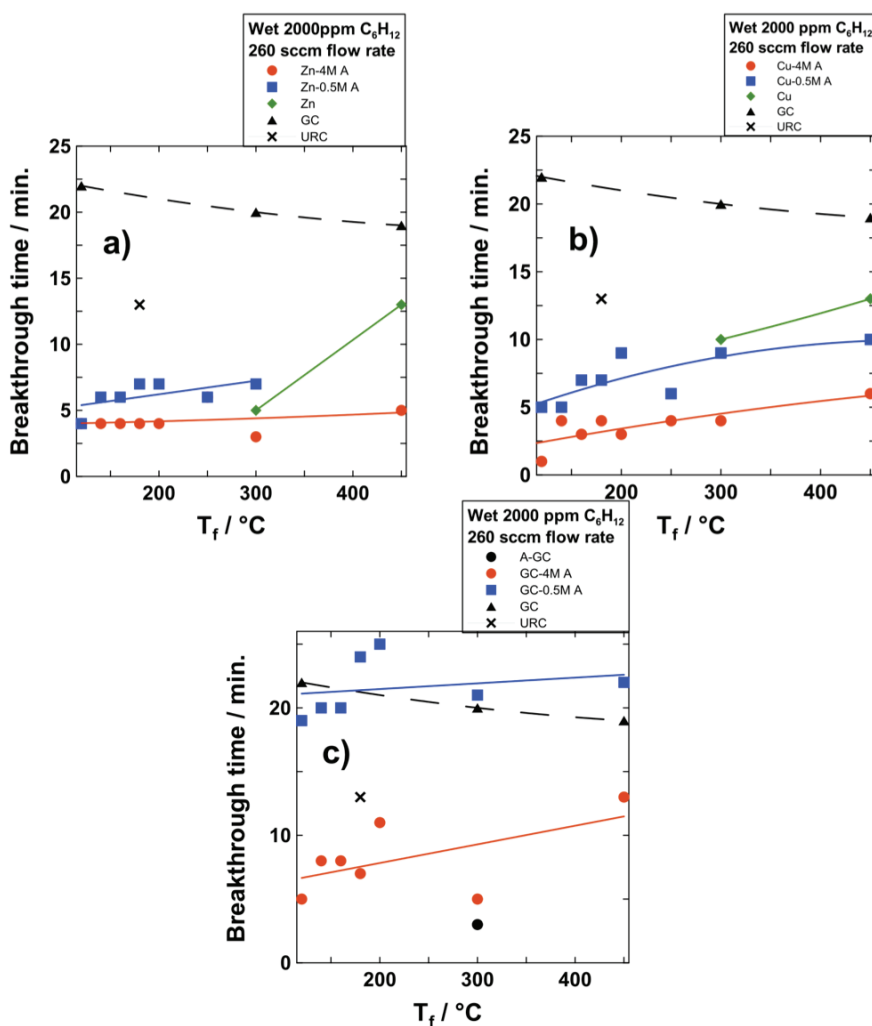 Wet 2000ppm C₆H₁₂
260 sccm flow rate
Zn-4M A
Zn-0.5M A
Zn
GC
URC
25
20
15
10
5
0
Breakthrough time / min.
a)
200
300
400
T_f / °C
Wet 2000 ppm C₆H₁₂
260 sccm flow rate
Cu-4M A
Cu-0.5M A
Cu
GC
URC
25
20
15
10
5
0
Breakthrough time / min.
b)
200
300
400
T_f / °C
Wet 2000 ppm C₆H₁₂
260 sccm flow rate
A-GC
GC-4M A
GC-0.5M A
GC
URC
20
10
0
Breakthrough time / min.
c)
200
300
400
T_f / °C